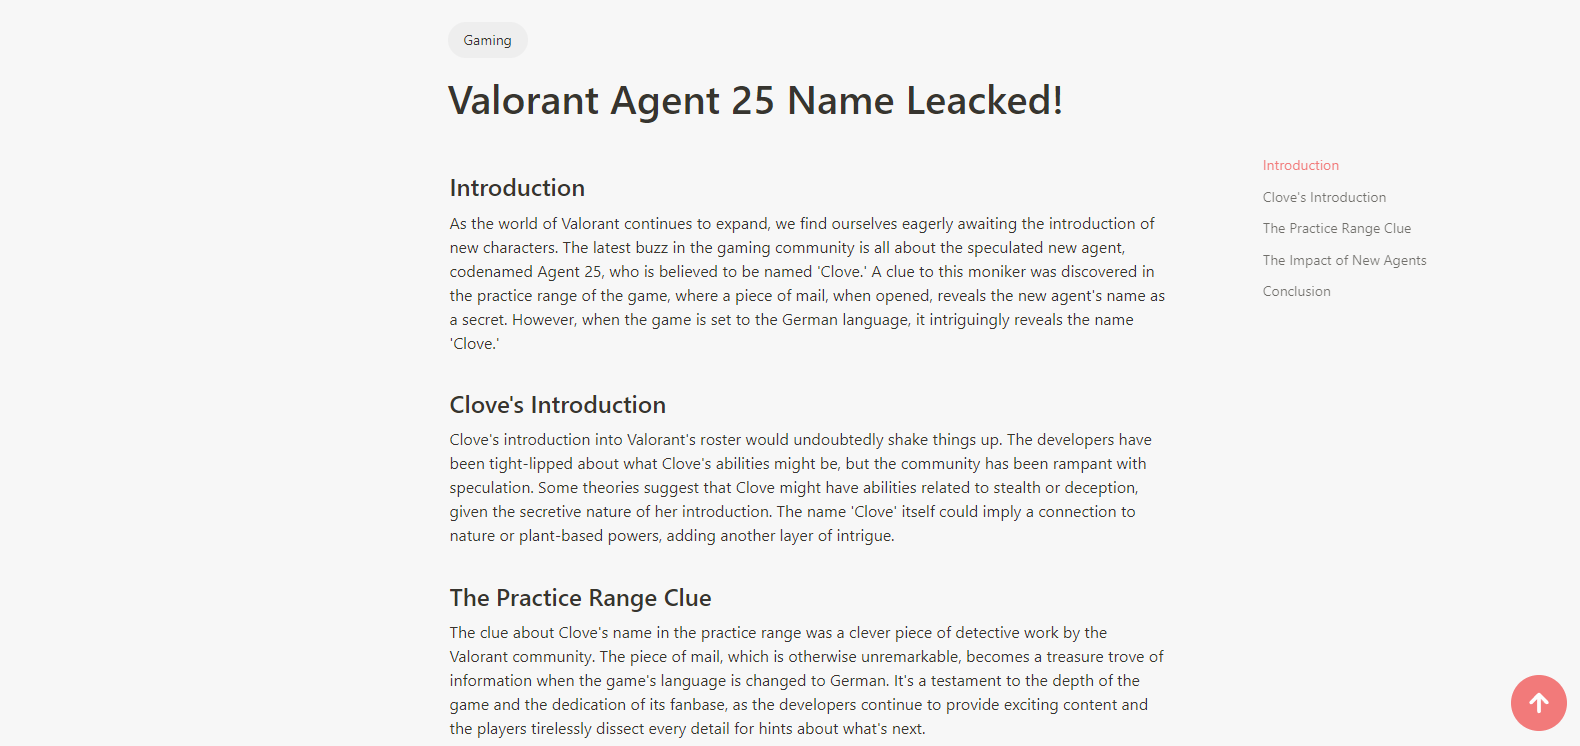 Gaming
Valorant Agent 25 Name Leacked!
Introduction
As the world of Valorant continues to expand, we find ourselves eagerly awaiting the introduction of
new characters. The latest buzz in the gaming community is all about the speculated new agent,
codenamed Agent 25, who is believed to be named 'Clove.' A clue to this moniker was discovered in
the practice range of the game, where a piece of mail, when opened, reveals the new agent's name as
a secret. However, when the game is set to the German language, it intriguingly reveals the name
'Clove.'
Clove's Introduction
Clove's introduction into Valorant's roster would undoubtedly shake things up. The developers have
been tight-lipped about what Clove's abilities might be, but the community has been rampant with
speculation. Some theories suggest that Clove might have abilities related to stealth or deception,
given the secretive nature of her introduction. The name 'Clove' itself could imply a connection to
nature or plant-based powers, adding another layer of intrigue.
The Practice Range Clue
The clue about Clove's name in the practice range was a clever piece of detective work by the
Valorant community. The piece of mail, which is otherwise unremarkable, becomes a treasure trove of
information when the game's language is changed to German. It's a testament to the depth of the
game and the dedication of its fanbase, as the developers continue to provide exciting content and
the players tirelessly dissect every detail for hints about what's next.
Introduction
Clove's Introduction
The Practice Range Clue
The Impact of New Agents
Conclusion